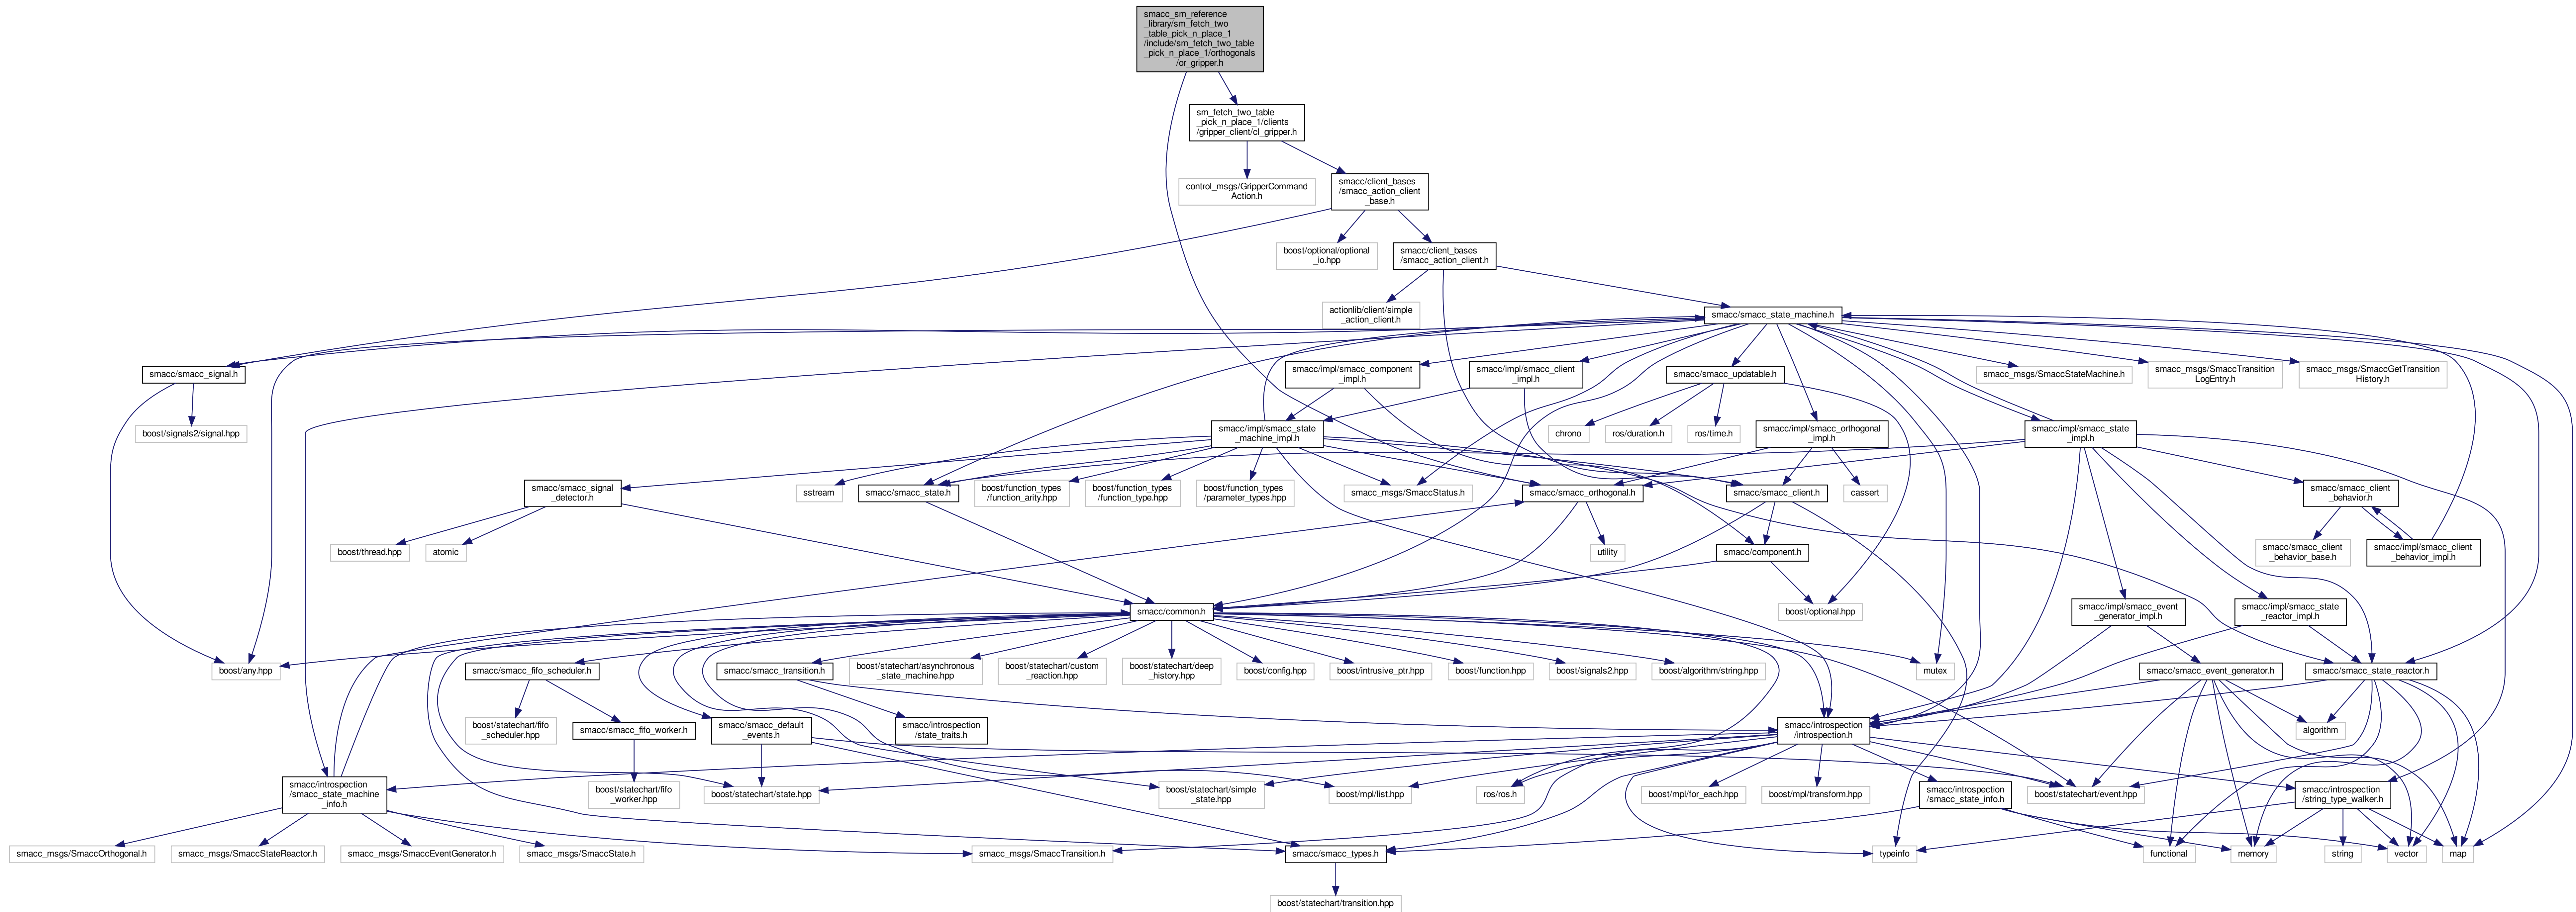 smacc_sm_reference
_library/sm_fetch_two
_table_pick_n_place_1
/include/sm_fetch_two_table
_pick_n_place_1/orthogonals
/or_gripper.h
sm_fetch_two_table
_pick_n_place_1/clients
/gripper_client/cl_gripper.h
control_msgs/GripperCommand
Action.h
smacc/client_bases
/smacc_action_client
_base.h
boost/optional/optional
_io.hpp
smacc/client_bases
/smacc_action_client.h
actionlib/client/simple
_action_client.h
smacc/smacc_state_machine.h
smacc/smacc_signal.h
smacc/impl/smacc_component
_impl.h
smacc/impl/smacc_client
_impl.h
smacc/smacc_updatable.h
smacc_msgs/SmaccStateMachine.h
smacc_msgs/SmaccTransition
LogEntry.h
smacc_msgs/SmaccGetTransition
History.h
boost/signals2/signal.hpp
smacc/impl/smacc_state
_machine_impl.h
chrono
ros/duration.h
ros/time.h
smacc/impl/smacc_orthogonal
_impl.h
smacc/impl/smacc_state
_impl.h
smacc/smacc_signal
_detector.h
sstream
smacc/smacc_state.h
boost/function_types
/function_arity.hpp
boost/function_types
/function_type.hpp
boost/function_types
/parameter_types.hpp
smacc_msgs/SmaccStatus.h
smacc/smacc_orthogonal.h
smacc/smacc_client.h
cassert
smacc/smacc_client
_behavior.h
boost/thread.hpp
atomic
utility
smacc/component.h
smacc/smacc_client
_behavior_base.h
smacc/impl/smacc_client
_behavior_impl.h
smacc/common.h
boost/optional.hpp
smacc/impl/smacc_event
_generator_impl.h
smacc/impl/smacc_state
_reactor_impl.h
boost/any.hpp
smacc/smacc_fifo_scheduler.h
smacc/smacc_transition.h
boost/statechart/asynchronous
_state_machine.hpp
boost/statechart/custom
_reaction.hpp
boost/statechart/deep
_history.hpp
boost/config.hpp
boost/intrusive_ptr.hpp
boost/function.hpp
boost/signals2.hpp
boost/algorithm/string.hpp
mutex
smacc/smacc_event_generator.h
smacc/smacc_state_reactor.h
boost/statechart/fifo
_scheduler.hpp
smacc/smacc_fifo_worker.h
smacc/smacc_default
_events.h
smacc/introspection
/state_traits.h
smacc/introspection
/introspection.h
algorithm
smacc/introspection
/smacc_state_machine
_info.h
boost/statechart/fifo
_worker.hpp
boost/statechart/state.hpp
boost/statechart/simple
_state.hpp
boost/mpl/list.hpp
ros/ros.h
boost/mpl/for_each.hpp
boost/mpl/transform.hpp
smacc/introspection
/smacc_state_info.h
boost/statechart/event.hpp
smacc/introspection
/string_type_walker.h
smacc_msgs/SmaccOrthogonal.h
smacc_msgs/SmaccStateReactor.h
smacc_msgs/SmaccEventGenerator.h
smacc_msgs/SmaccState.h
smacc_msgs/SmaccTransition.h
smacc/smacc_types.h
typeinfo
functional
memory
string
vector
map
boost/statechart/transition.hpp